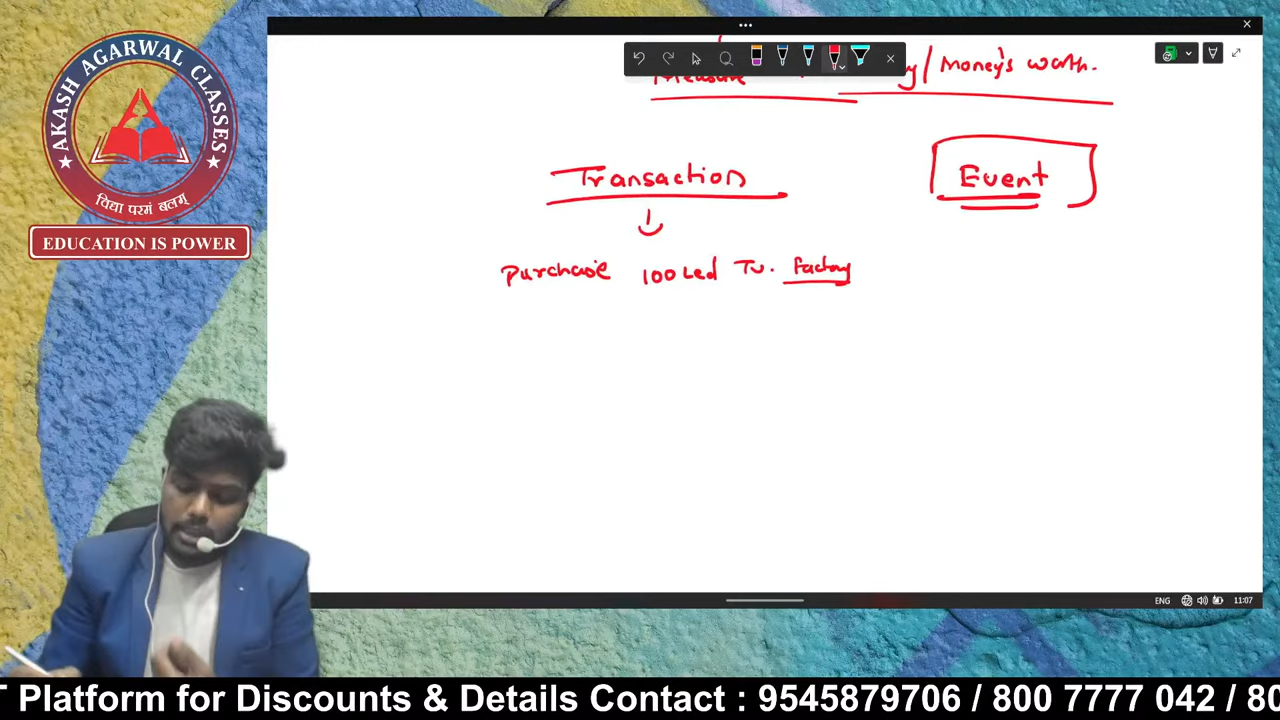 AKASH AGARWAL CLASSES
विद्या परमं बलम्
EDUCATION IS POWER
Measure / Money's worth.
Transaction
Event
Purchase 100 Led Tv. Factory
ENG 11:07
T Platform for Discounts & Details Contact : 9545879706 / 800 7777 042 / 80